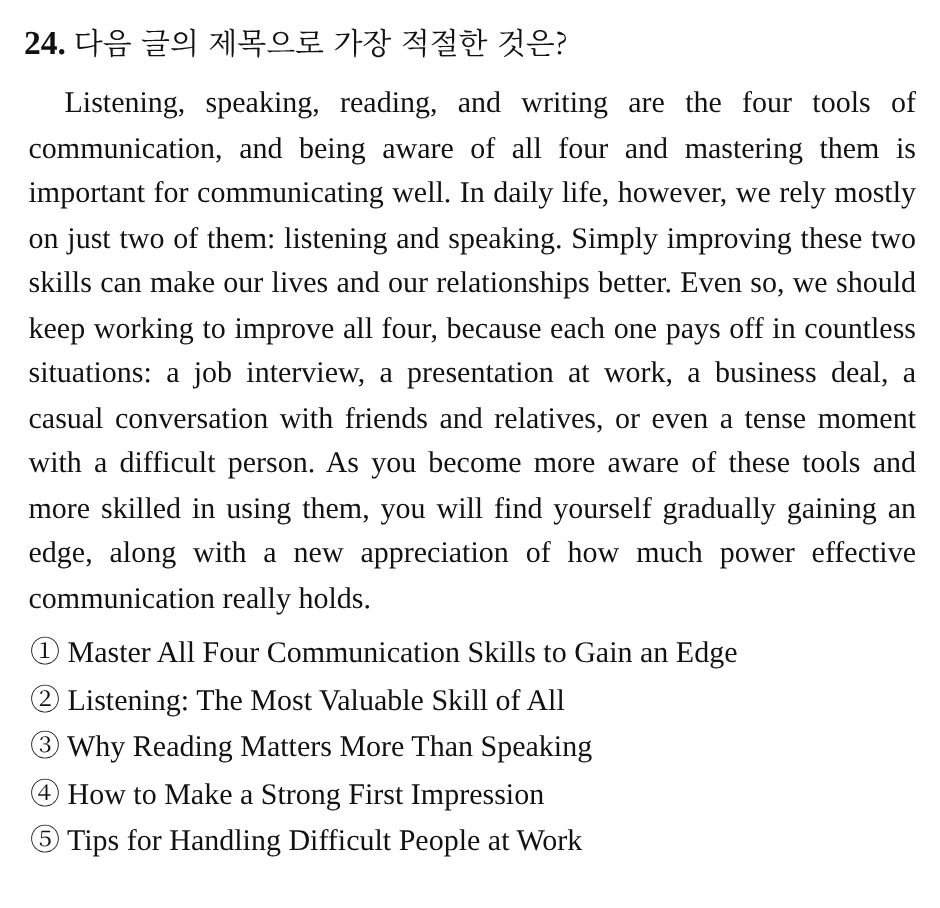 24. 다음 글의 제목으로 가장 적절한 것은?
Listening, speaking, reading, and writing are the four tools of
communication, and being aware of all four and mastering them is
important for communicating well. In daily life, however, we rely mostly
on just two of them: listening and speaking. Simply improving these two
skills can make our lives and our relationships better. Even so, we should
keep working to improve all four, because each one pays off in countless
situations: a job interview, a presentation at work, a business deal, a
casual conversation with friends and relatives, or even a tense moment
with a difficult person. As you become more aware of these tools and
more skilled in using them, you will find yourself gradually gaining an
edge, along with a new appreciation of how much power effective
communication really holds.
① Master All Four Communication Skills to Gain an Edge
② Listening: The Most Valuable Skill of All
③ Why Reading Matters More Than Speaking
④ How to Make a Strong First Impression
⑤ Tips for Handling Difficult People at Work